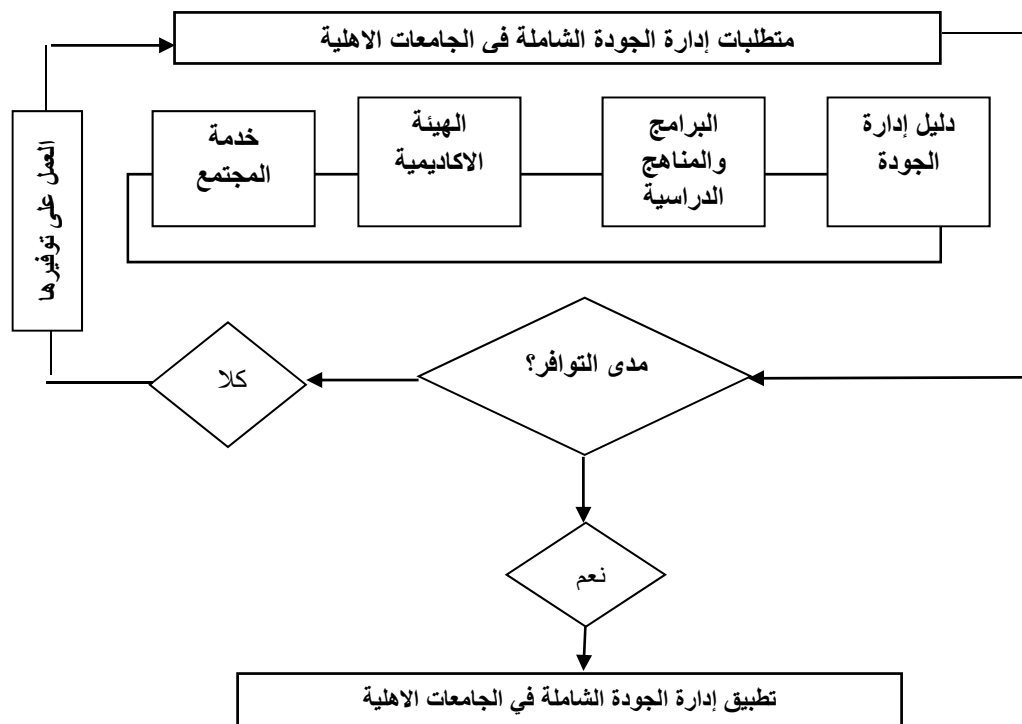 متطلبات إدارة الجودة الشاملة في الجامعات الاهلية
دليل إدارة
الجودة
البرامج
والمناهج
الدراسية
الهيئة
الاكاديمية
خدمة
المجتمع
العمل على توفيرها
مدى التوافر؟
كلا
نعم
تطبيق إدارة الجودة الشاملة في الجامعات الاهلية